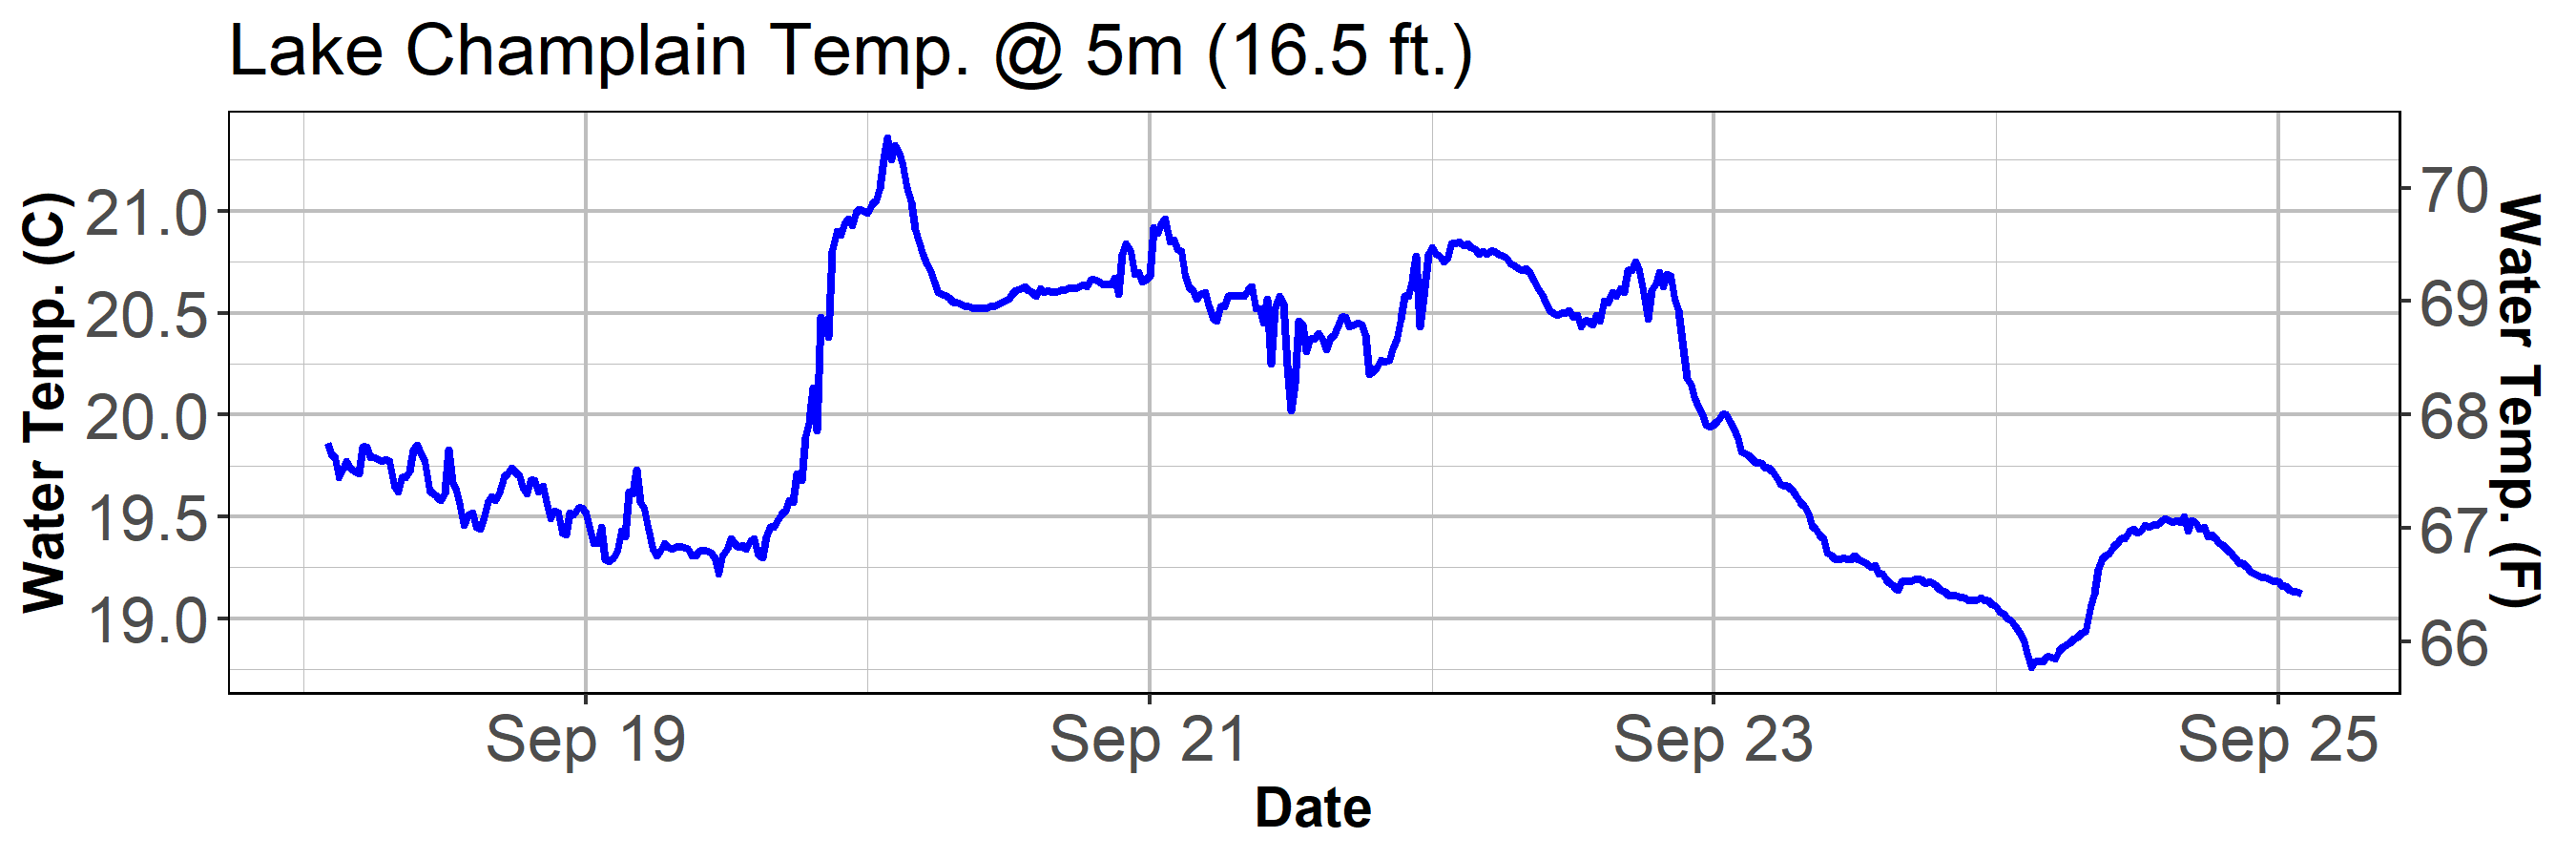 Lake Champlain Temp. @ 5m (16.5 ft.)
Water Temp. (C)
21.0
20.5
20.0
19.5
19.0
70
69
68
67
66
Water Temp. (F)
Sep 19
Sep 21
Sep 23
Sep 25
Date